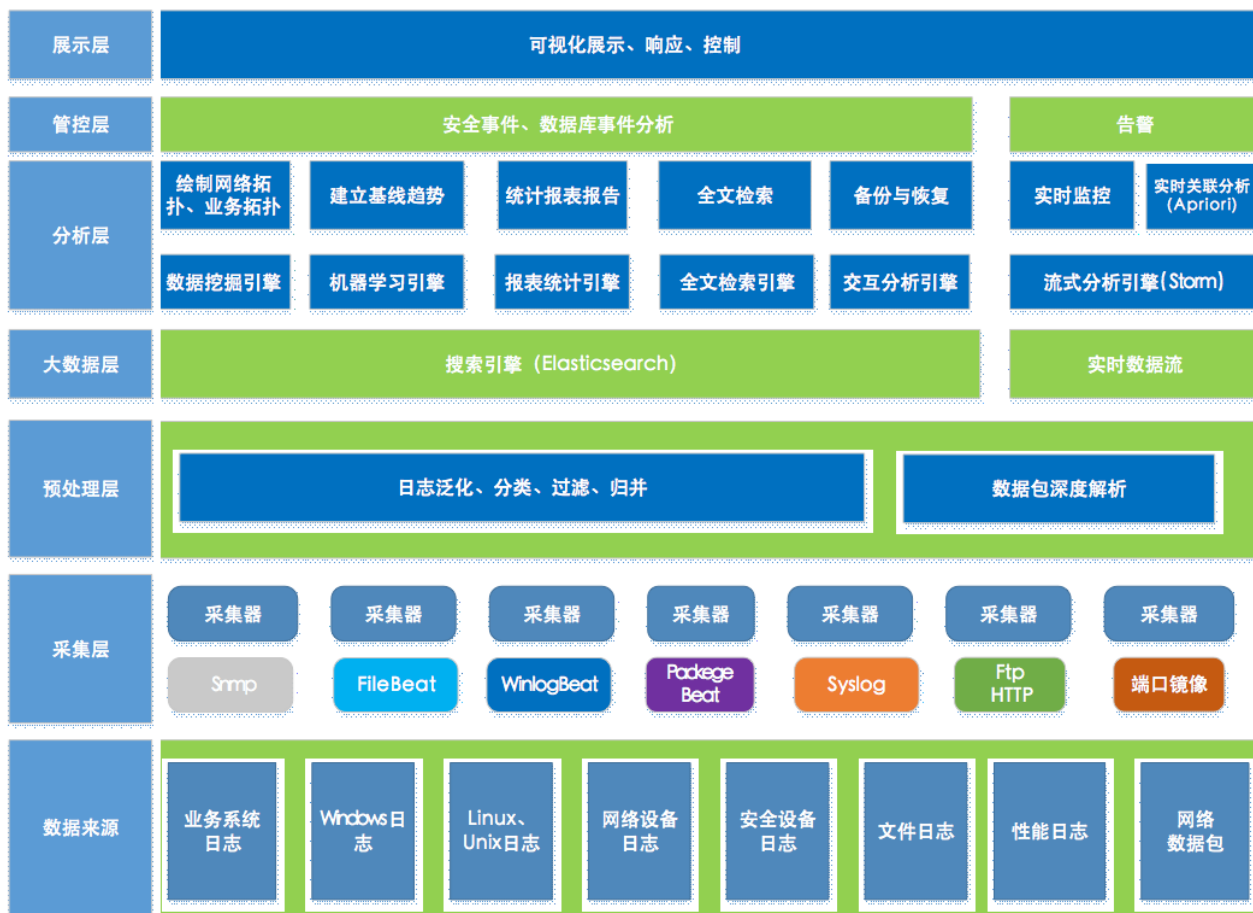 展示层
可视化展示、响应、控制
管控层
安全事件、数据库事件分析
告警
分析层
绘制网络拓
扑、业务拓扑
建立基线趋势
统计报表报告
全文检索
备份与恢复
实时监控
实时关联分析
(Apriori)
数据挖掘引擎
机器学习引擎
报表统计引擎
全文检索引擎
交互分析引擎
流式分析引擎(Storm)
大数据层
搜索引擎（Elasticsearch）
实时数据流
预处理层
日志泛化、分类、过滤、归并
数据包深度解析
采集层
采集器
采集器
采集器
采集器
采集器
采集器
采集器
Snmp
FileBeat
WinlogBeat
Packege
Beat
Syslog
Ftp
HTTP
端口镜像
数据来源
业务系统
日志
Windows日
志
Linux、
Unix日志
网络设备
日志
安全设备
日志
文件日志
性能日志
网络
数据包